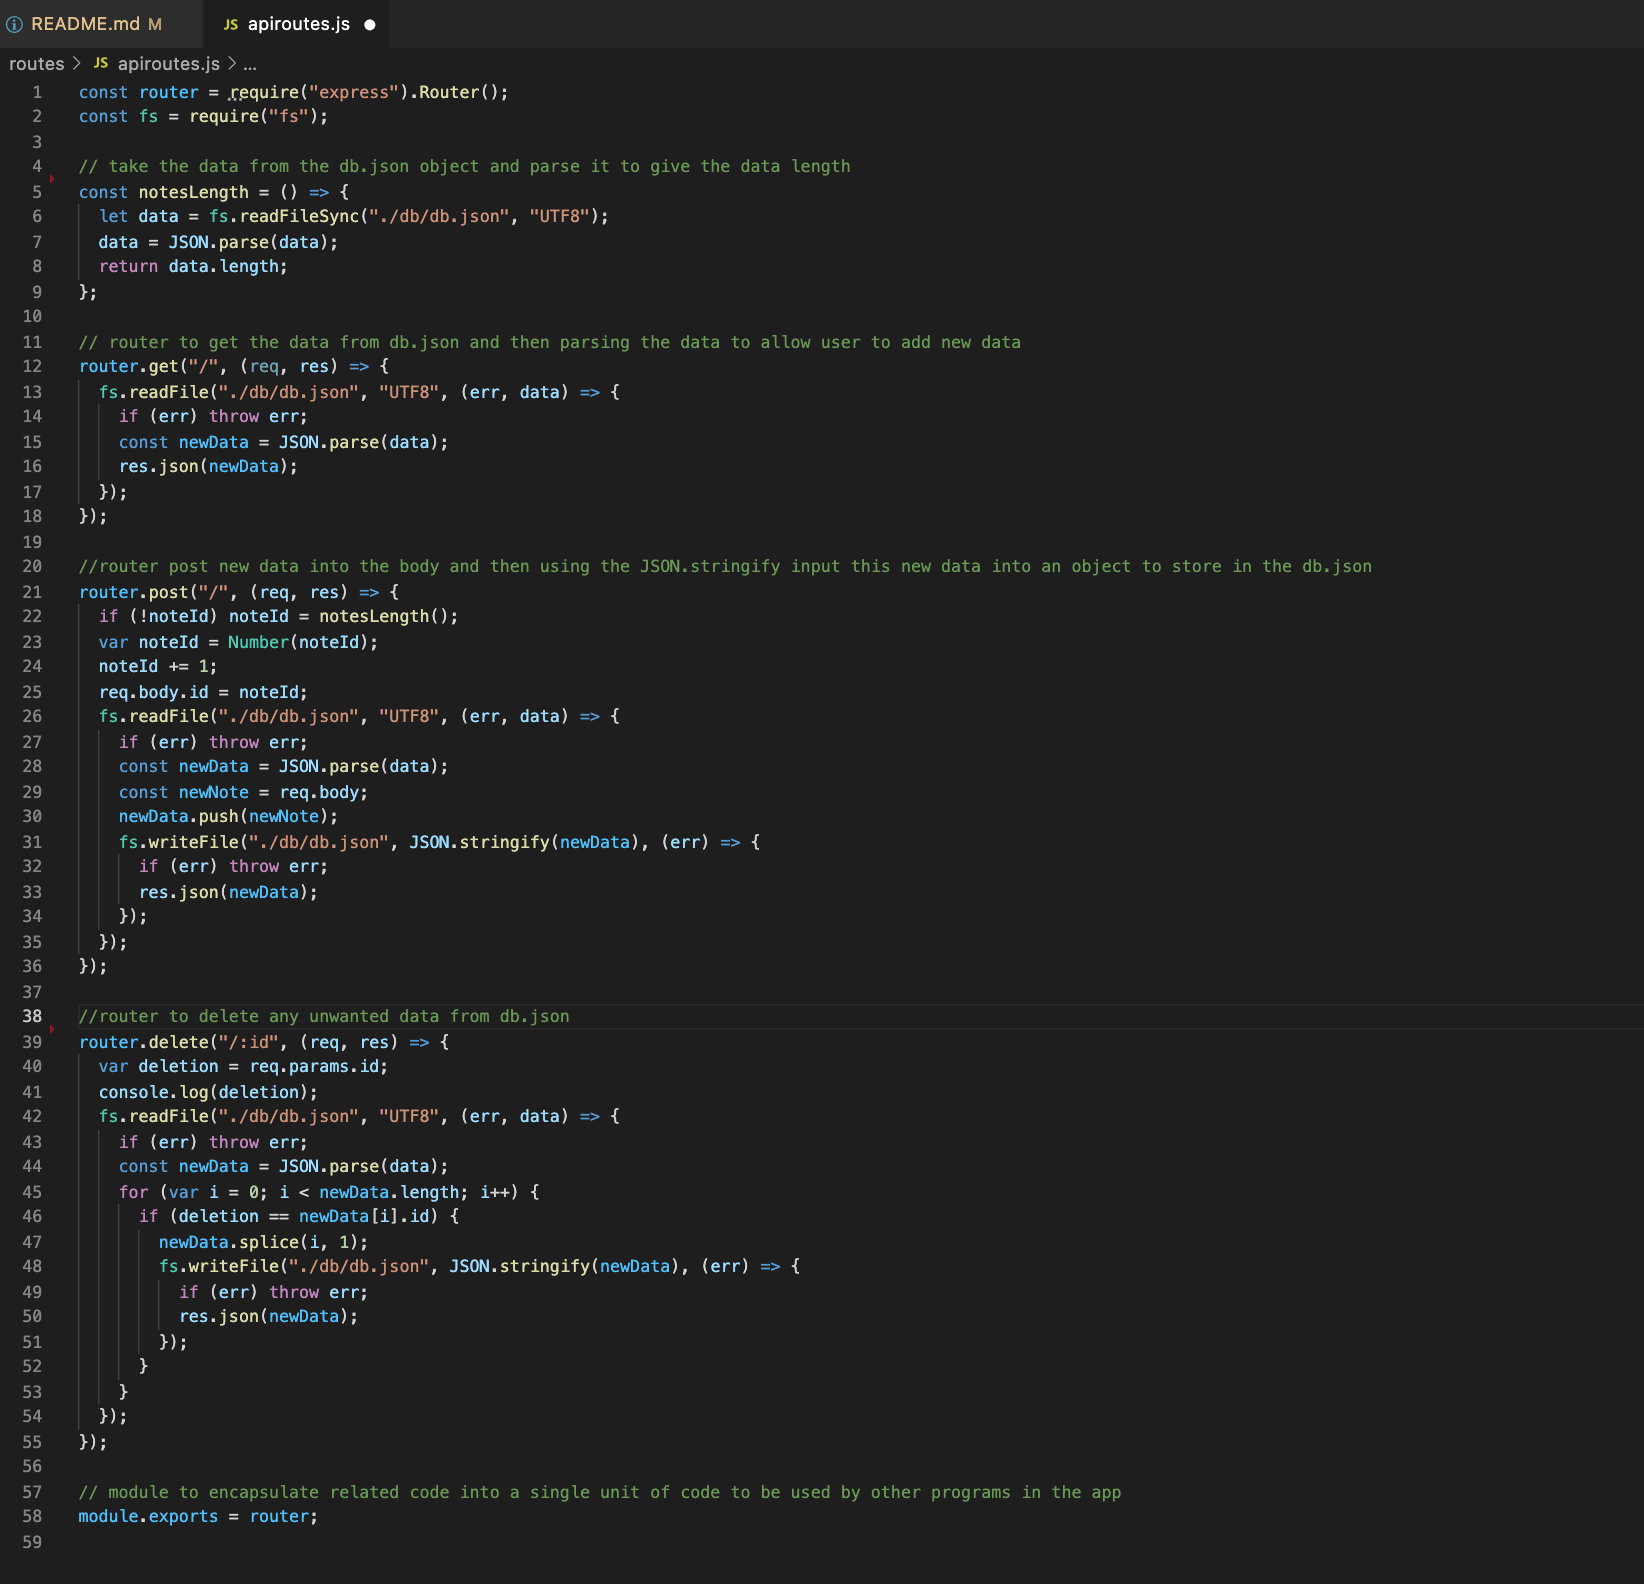 README.md M
JS apiroutes.js ●
routes > JS apiroutes.js > ...
1 const router = require("express").Router();
2 const fs = require("fs");
3
4 // take the data from the db.json object and parse it to give the data length
5 const notesLength = () => {
6   let data = fs.readFileSync("./db/db.json", "UTF8");
7   data = JSON.parse(data);
8   return data.length;
9 };
10
11 // router to get the data from db.json and then parsing the data to allow user to add new data
12 router.get("/", (req, res) => {
13   fs.readFile("./db/db.json", "UTF8", (err, data) => {
14     if (err) throw err;
15     const newData = JSON.parse(data);
16     res.json(newData);
17   });
18 });
19
20 //router post new data into the body and then using the JSON.stringify input this new data into an object to store in the db.json
21 router.post("/", (req, res) => {
22   if (!noteId) noteId = notesLength();
23   var noteId = Number(noteId);
24   noteId += 1;
25   req.body.id = noteId;
26   fs.readFile("./db/db.json", "UTF8", (err, data) => {
27     if (err) throw err;
28     const newData = JSON.parse(data);
29     const newNote = req.body;
30     newData.push(newNote);
31     fs.writeFile("./db/db.json", JSON.stringify(newData), (err) => {
32       if (err) throw err;
33       res.json(newData);
34     });
35   });
36 });
37
38 //router to delete any unwanted data from db.json
39 router.delete("/:id", (req, res) => {
40   var deletion = req.params.id;
41   console.log(deletion);
42   fs.readFile("./db/db.json", "UTF8", (err, data) => {
43     if (err) throw err;
44     const newData = JSON.parse(data);
45     for (var i = 0; i < newData.length; i++) {
46       if (deletion == newData[i].id) {
47         newData.splice(i, 1);
48         fs.writeFile("./db/db.json", JSON.stringify(newData), (err) => {
49           if (err) throw err;
50           res.json(newData);
51         });
52       }
53     }
54   });
55 });
56
57 // module to encapsulate related code into a single unit of code to be used by other programs in the app
58 module.exports = router;
59